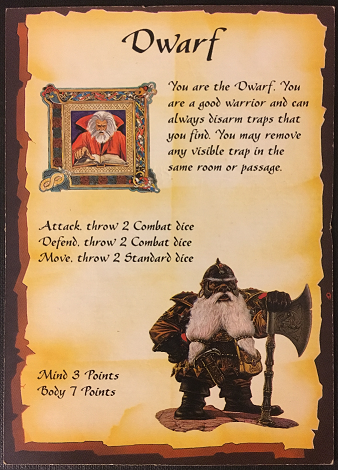 Dwarf
You are the Dwarf. You
are a good warrior and can
always disarm traps that
you find. You may remove
any visible trap in the
same room or passage.
Attack, throw 2 Combat dice
Defend, throw 2 Combat dice
Move, throw 2 Standard dice
Mind 3 Points
Body 7 Points